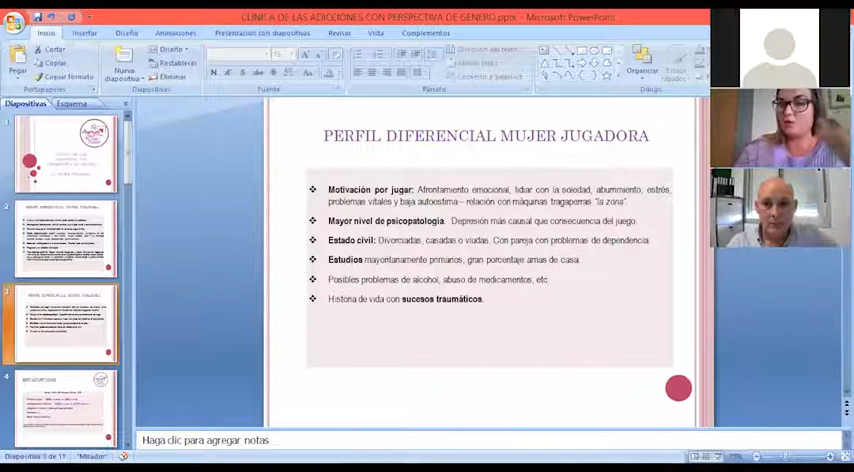 CLINICA DE LAS ADICCIONES CON PERSPECTIVA DE GENERO.pptx - Microsoft PowerPoint
Inicio Insertar Diseño Animaciones Presentación con diapositivas Revisar Vista Complementos
Pegar
Cortar
Copiar
Copiar formato
Portapapeles
Nueva
diapositiva
Diseño
Restablecer
Eliminar
Diapositivas
Fuente
Párrafo
Organizar
Dibujo
Diapositivas Esquema
1
2
3
4
PERFIL DIFERENCIAL MUJER JUGADORA
Motivación por jugar: Afrontamiento emocional, lidiar con la soledad, aburrimiento, estrés,
problemas vitales y baja autoestima – relación con máquinas tragaperras "la zona".
Mayor nivel de psicopatología. Depresión más causal que consecuencia del juego.
Estado civil: Divorciadas, casadas o viudas. Con pareja con problemas de dependencia.
Estudios mayoritariamente primarios, gran porcentaje amas de casa.
Posibles problemas de alcohol, abuso de medicamentos, etc.
Historia de vida con sucesos traumáticos.
Haga clic para agregar notas
Diapositiva 3 de 11 "Mirador"